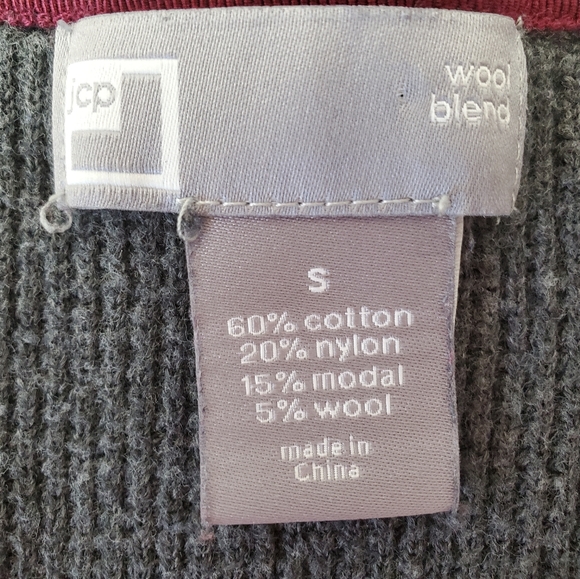 jcp
wool
blend
S
60% cotton
20% nylon
15% modal
5% wool
made in
China